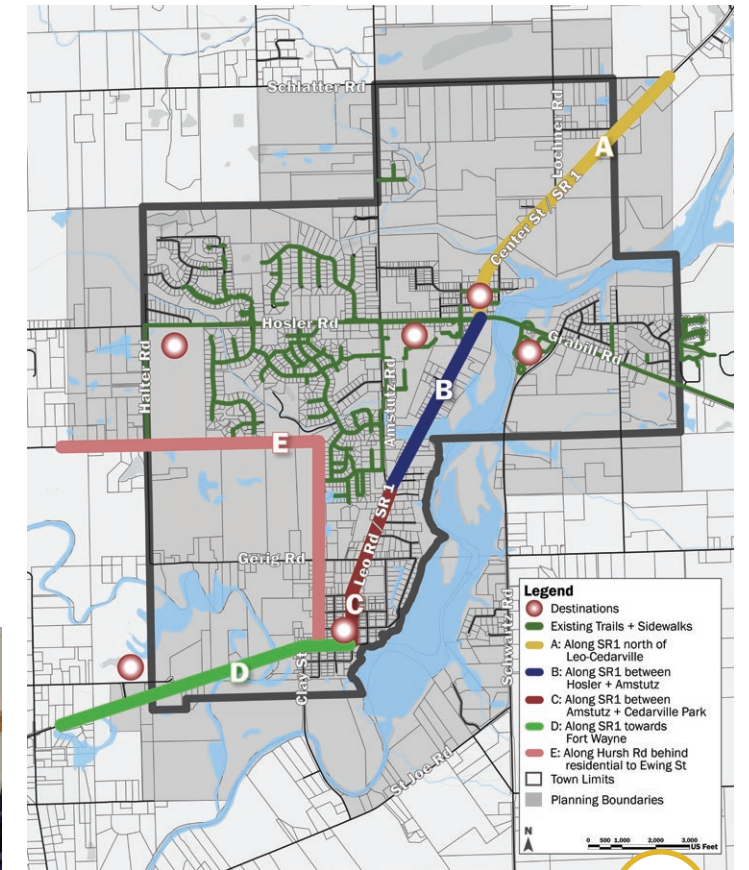 Schlatter Rd
Lochner Rd
A
Center St / SR 1
Hosler Rd
Grabill Rd
Halter Rd
Amstutz Rd
B
E
Leo Rd / SR 1
Gerig Rd
C
D
Clay St
Schwartz Rd
St Joe Rd
Legend
Destinations
Existing Trails + Sidewalks
A: Along SR1 north of
Leo-Cedarville
B: Along SR1 between
Hosler + Amstutz
C: Along SR1 between
Amstutz + Cedarville Park
D: Along SR1 towards
Fort Wayne
E: Along Hursh Rd behind
residential to Ewing St
Town Limits
Planning Boundaries
N
0 500 1,000 2,000 3,000
US Feet